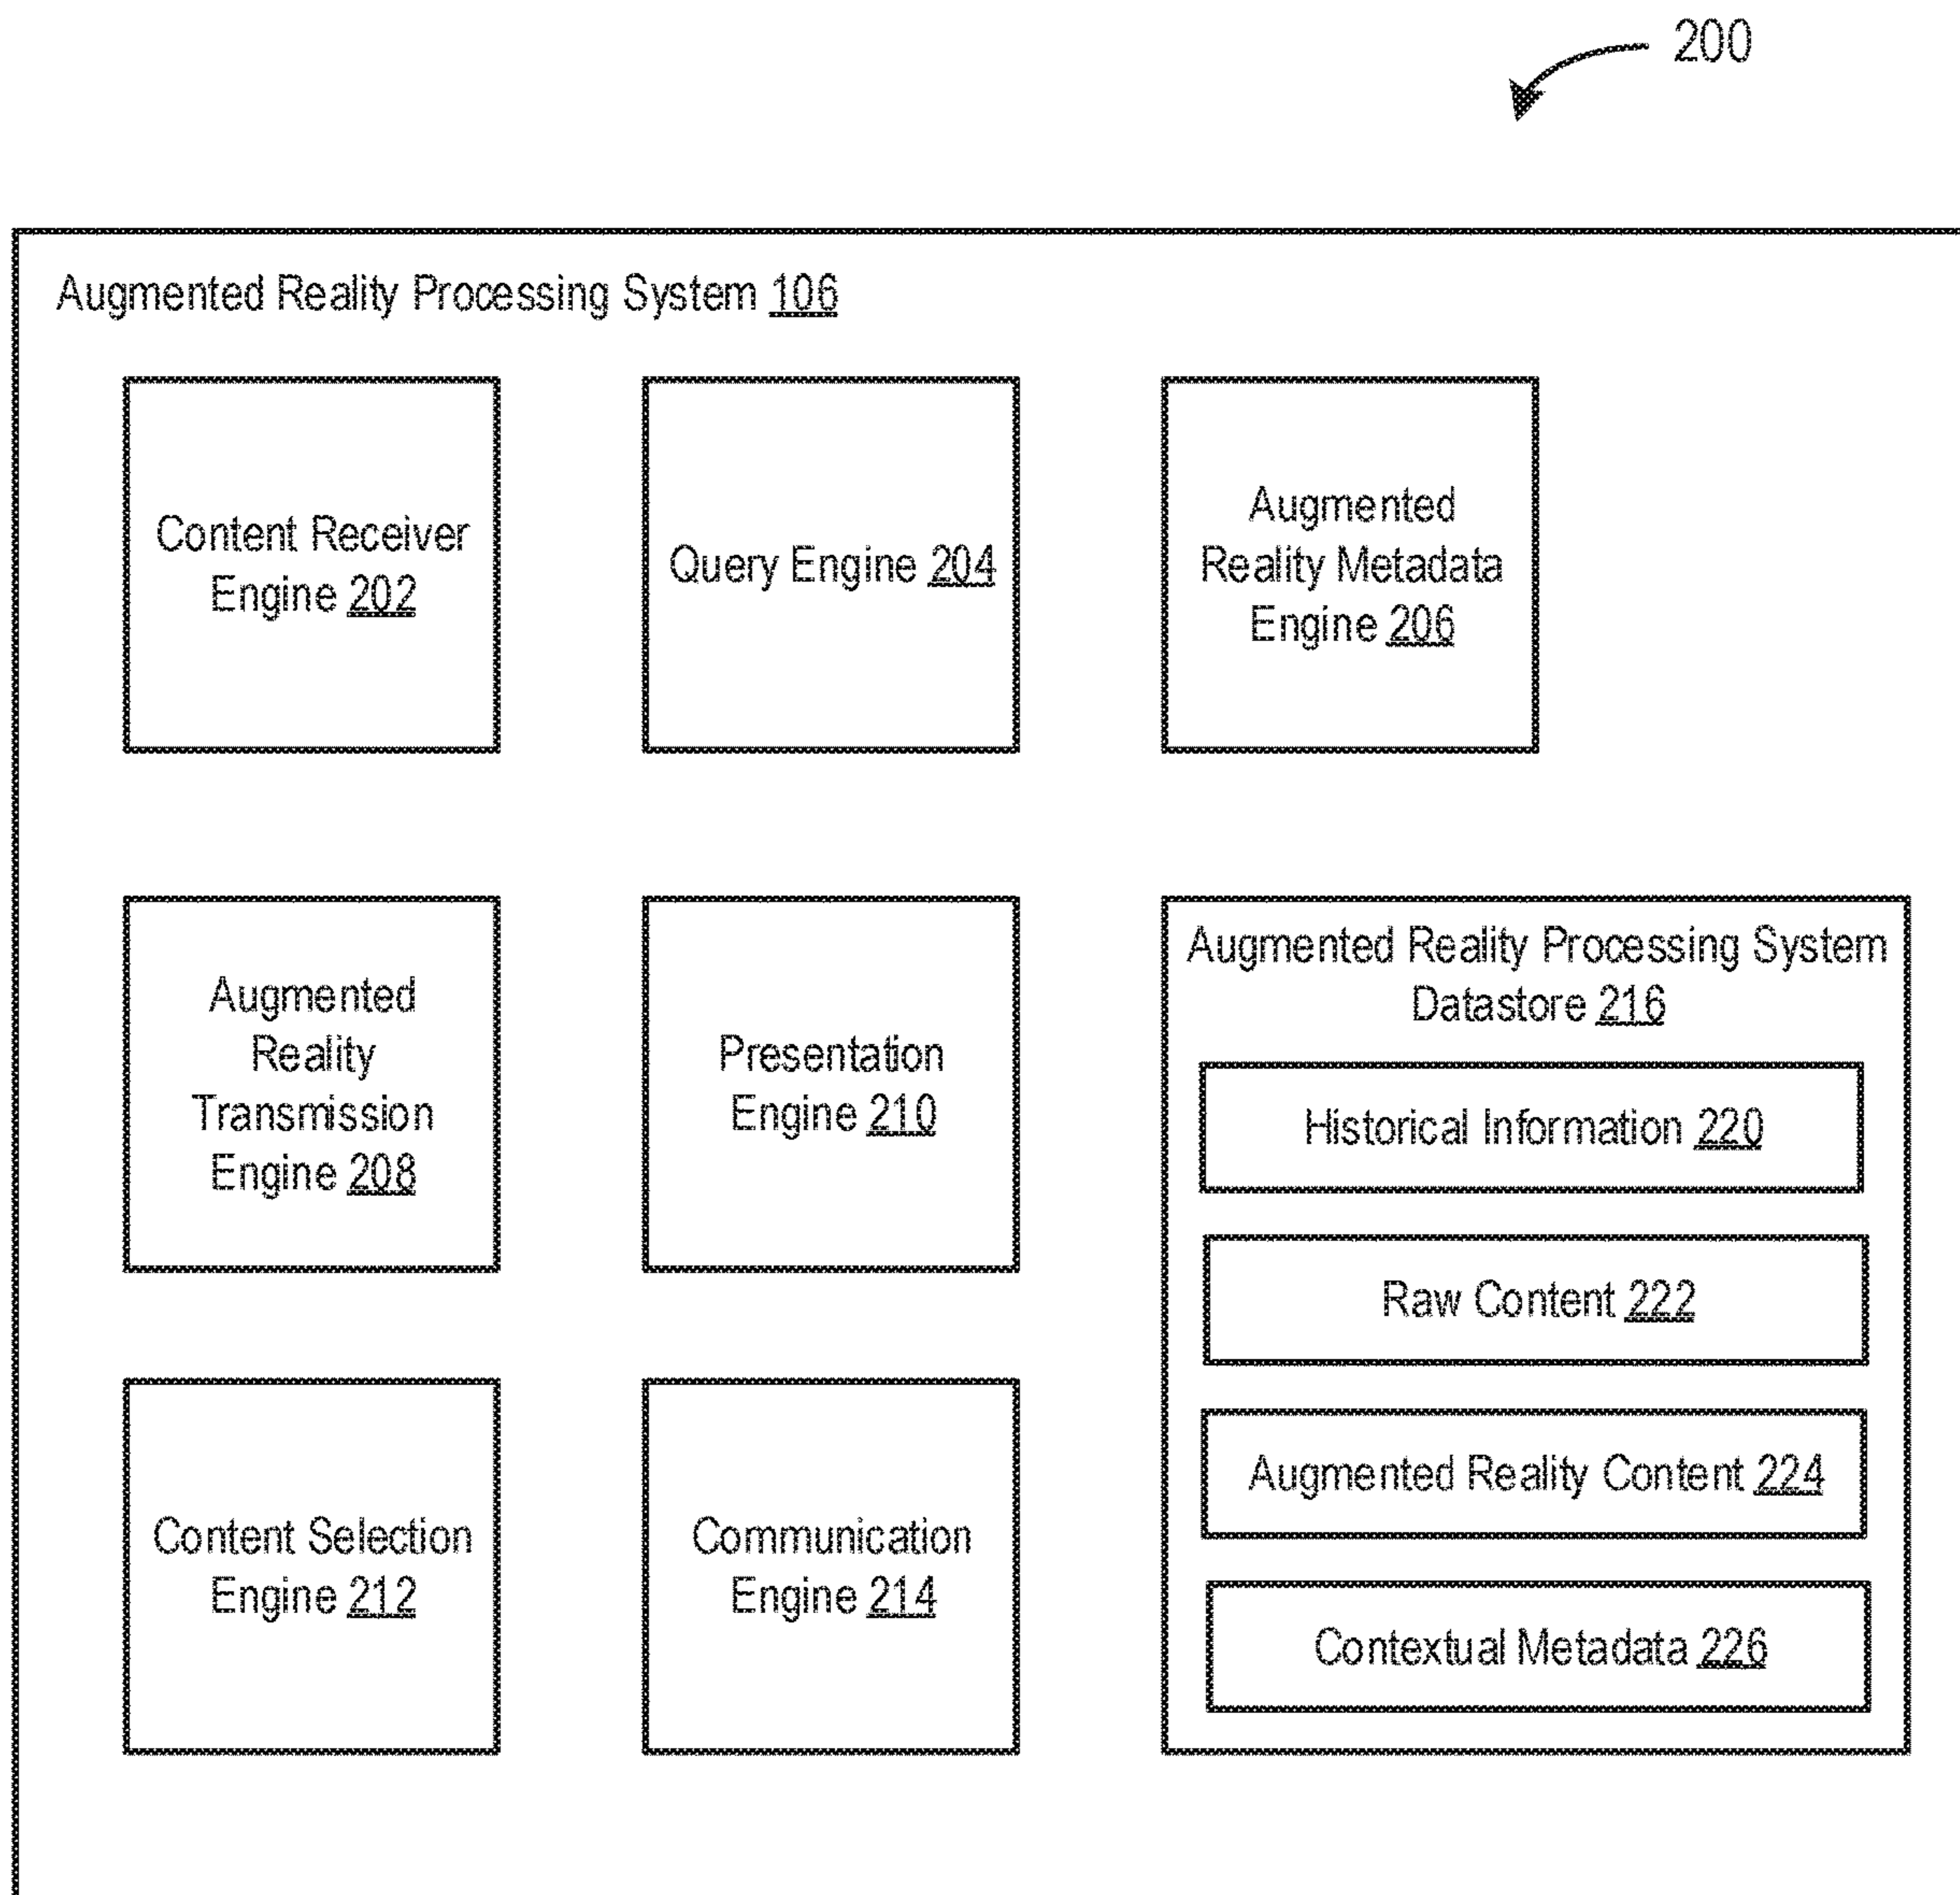 200
Augmented Reality Processing System 106
Content Receiver
Engine 202
Query Engine 204
Augmented
Reality Metadata
Engine 206
Augmented
Reality
Transmission
Engine 208
Presentation
Engine 210
Augmented Reality Processing System
Datastore 216
Historical Information 220
Raw Content 222
Augmented Reality Content 224
Contextual Metadata 226
Content Selection
Engine 212
Communication
Engine 214